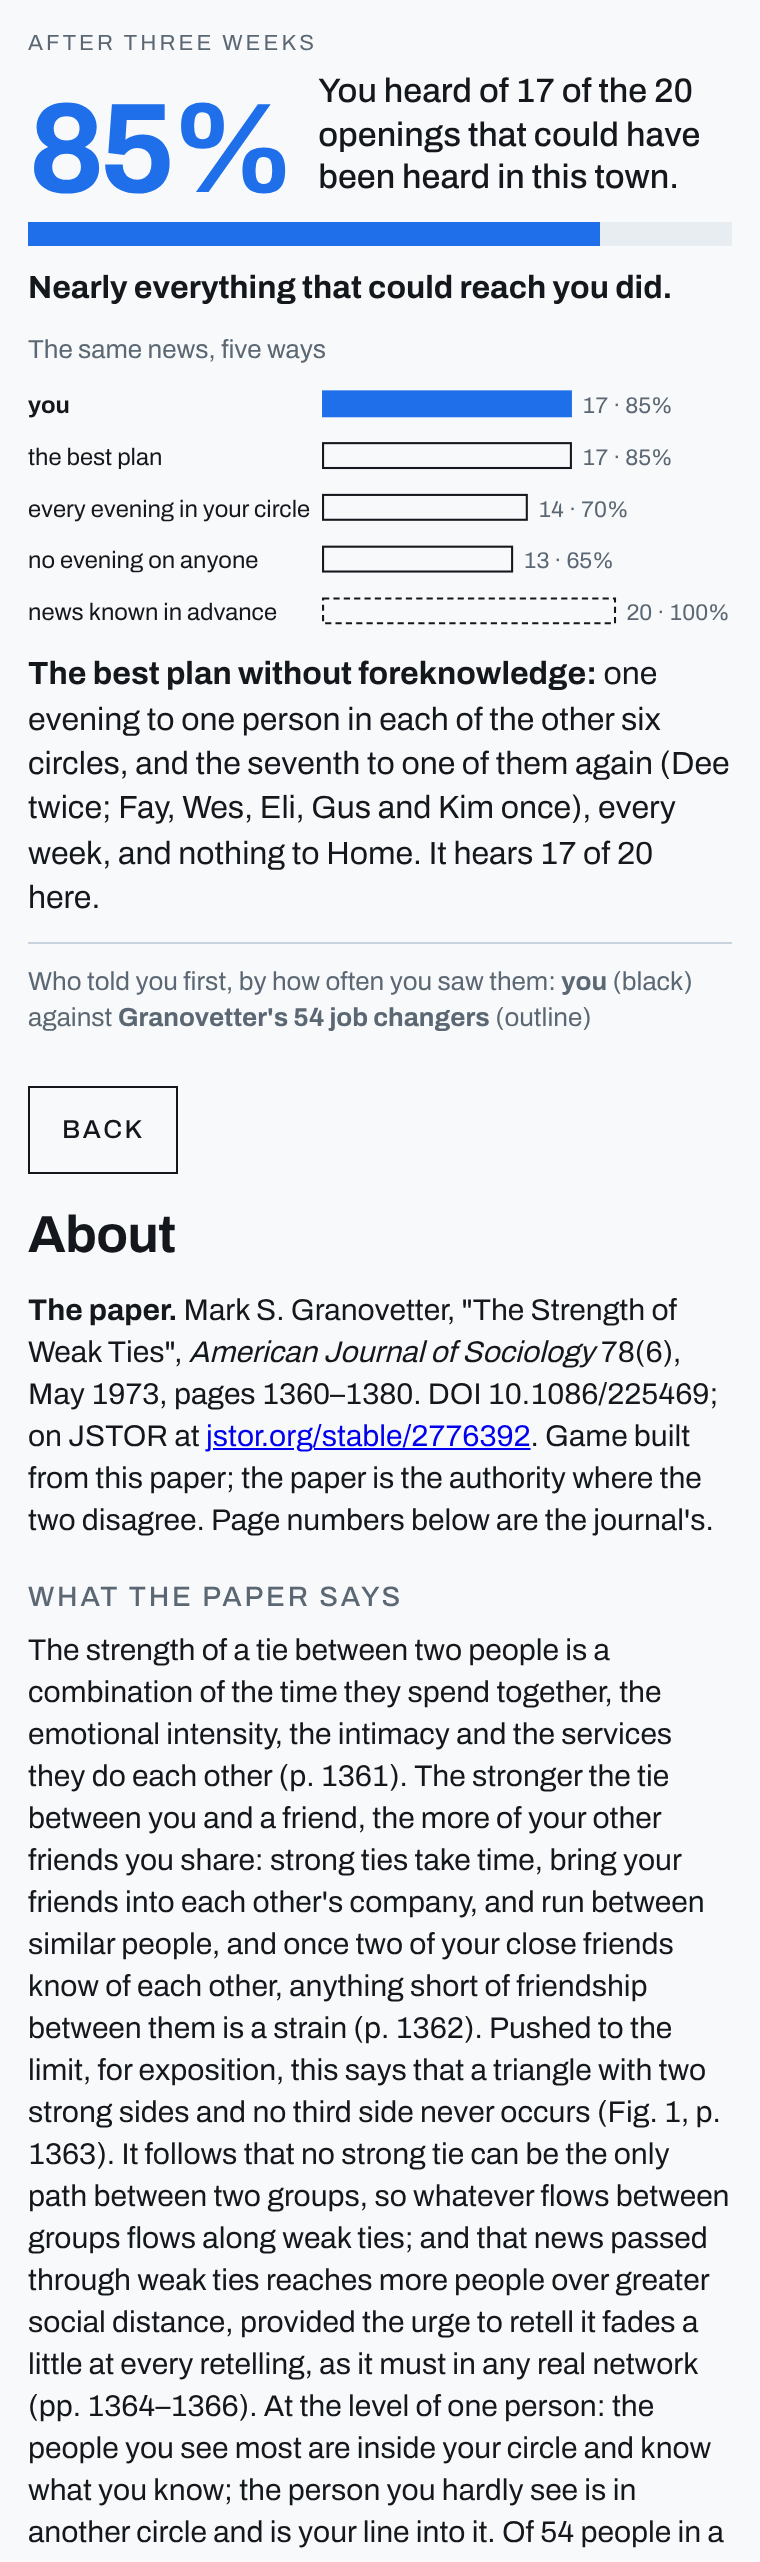 AFTER THREE WEEKS
85%
You heard of 17 of the 20
openings that could have
been heard in this town.
Nearly everything that could reach you did.
The same news, five ways
you 17 · 85%
the best plan 17 · 85%
every evening in your circle 14 · 70%
no evening on anyone 13 · 65%
news known in advance 20 · 100%
The best plan without foreknowledge: one
evening to one person in each of the other six
circles, and the seventh to one of them again (Dee
twice; Fay, Wes, Eli, Gus and Kim once), every
week, and nothing to Home. It hears 17 of 20
here.
Who told you first, by how often you saw them: you (black)
against Granovetter's 54 job changers (outline)
BACK
About
The paper. Mark S. Granovetter, "The Strength of
Weak Ties", American Journal of Sociology 78(6),
May 1973, pages 1360–1380. DOI 10.1086/225469;
on JSTOR at jstor.org/stable/2776392. Game built
from this paper; the paper is the authority where the
two disagree. Page numbers below are the journal's.
WHAT THE PAPER SAYS
The strength of a tie between two people is a
combination of the time they spend together, the
emotional intensity, the intimacy and the services
they do each other (p. 1361). The stronger the tie
between you and a friend, the more of your other
friends you share: strong ties take time, bring your
friends into each other's company, and run between
similar people, and once two of your close friends
know of each other, anything short of friendship
between them is a strain (p. 1362). Pushed to the
limit, for exposition, this says that a triangle with two
strong sides and no third side never occurs (Fig. 1, p.
1363). It follows that no strong tie can be the only
path between two groups, so whatever flows between
groups flows along weak ties; and that news passed
through weak ties reaches more people over greater
social distance, provided the urge to retell it fades a
little at every retelling, as it must in any real network
(pp. 1364–1366). At the level of one person: the
people you see most are inside your circle and know
what you know; the person you hardly see is in
another circle and is your line into it. Of 54 people in a